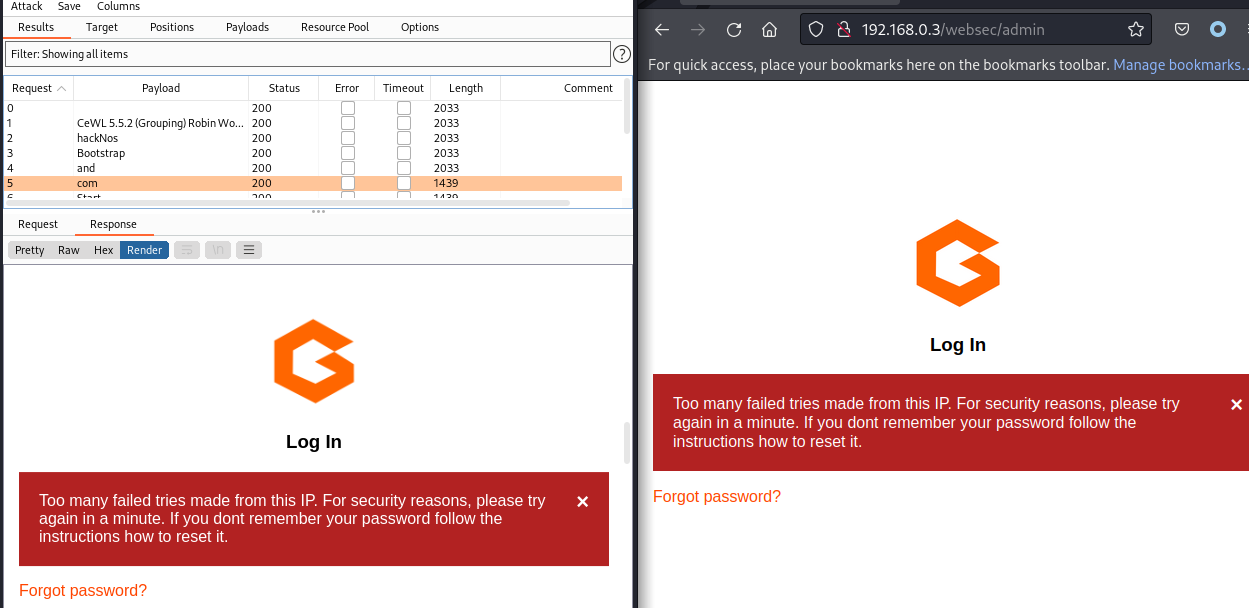 Attack Save Columns
Results Target Positions Payloads Resource Pool Options
Filter: Showing all items
?
Request Payload Status Error Timeout Length Comment
0 200 2033
1 CeWL 5.5.2 (Grouping) Robin Wo... 200 2033
2 hackNos 200 2033
3 Bootstrap 200 2033
4 and 200 2033
5 com 200 1439
6 Start 200 1439
Request Response
Pretty Raw Hex Render \n
Log In
Too many failed tries made from this IP. For security reasons, please try
again in a minute. If you dont remember your password follow the
instructions how to reset it.
Forgot password?
192.168.0.3/websec/admin
For quick access, place your bookmarks here on the bookmarks toolbar. Manage bookmarks..
Log In
Too many failed tries made from this IP. For security reasons, please try
again in a minute. If you dont remember your password follow the
instructions how to reset it.
Forgot password?